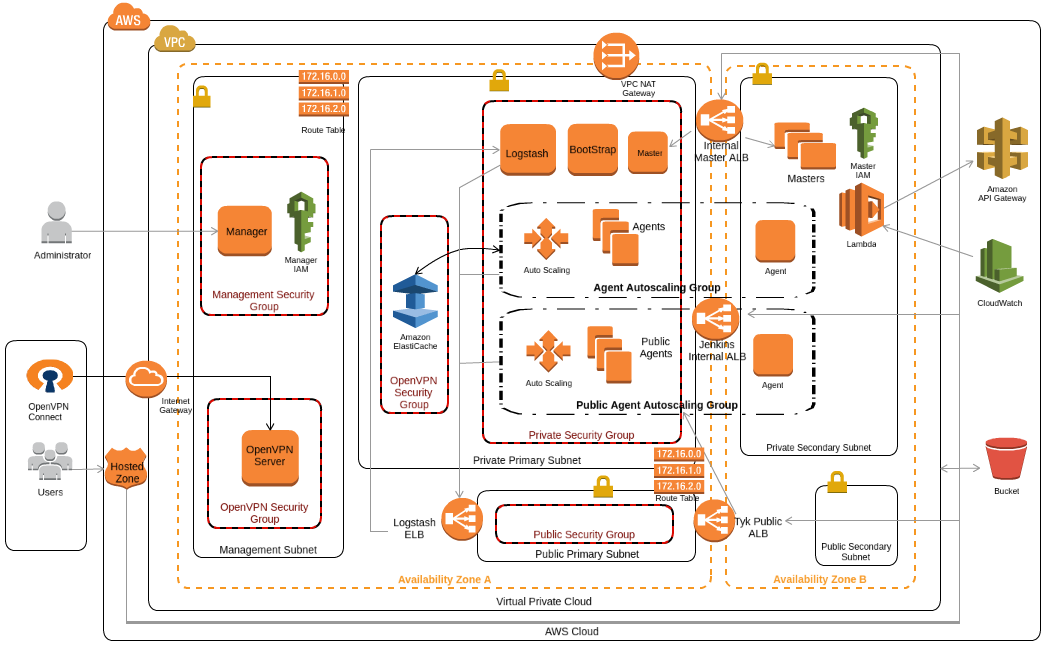 AWS
VPC
172.16.0.0
172.16.1.0
172.16.2.0
Route Table
VPC NAT
Gateway
Logstash
BootStrap
Master
Internal
Master ALB
Masters
Master
IAM
Lambda
Amazon
API Gateway
CloudWatch
Administrator
Manager
Manager
IAM
Management Security
Group
Amazon
ElastiCache
OpenVPN
Security
Group
Auto Scaling
Agents
Agent Autoscaling Group
Agent
Auto Scaling
Public
Agents
Public Agent Autoscaling Group
Jenkins
Internal ALB
Agent
Private Security Group
Private Primary Subnet
Private Secondary Subnet
OpenVPN
Connect
Users
Internet
Gateway
Hosted
Zone
OpenVPN
Server
OpenVPN Security
Group
Management Subnet
172.16.0.0
172.16.1.0
172.16.2.0
Route Table
Logstash
ELB
Public Security Group
Public Primary Subnet
Tyk Public
ALB
Public Secondary
Subnet
Bucket
Availability Zone A
Availability Zone B
Virtual Private Cloud
AWS Cloud